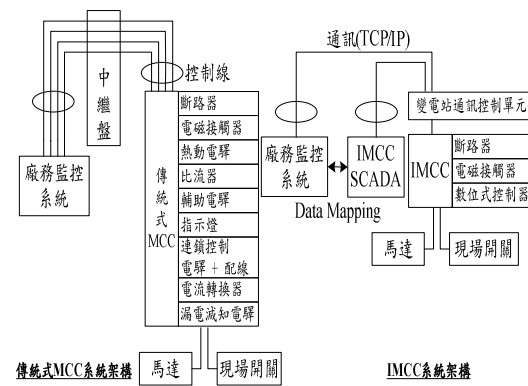 中
繼
盤
控制線
廠務監控
系統
傳
統
式
MCC
斷路器
電磁接觸器
熱動電驛
比流器
輔助電驛
指示燈
連鎖控制
電驛 + 配線
電流轉換器
漏電減知電驛
馬達
現場開關
傳統式MCC系統架構
通訊(TCP/IP)
變電站通訊控制單元
廠務監控
系統
IMCC
SCADA
Data Mapping
IMCC
斷路器
電磁接觸器
數位式控制器
馬達
現場開關
IMCC系統架構